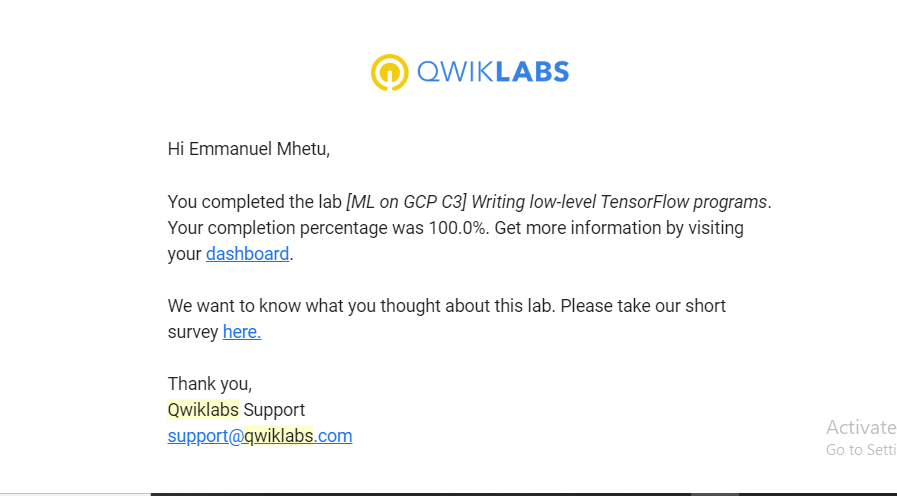 QWIKLABS
Hi Emmanuel Mhetu,
You completed the lab [ML on GCP C3] Writing low-level TensorFlow programs.
Your completion percentage was 100.0%. Get more information by visiting
your dashboard.
We want to know what you thought about this lab. Please take our short
survey here.
Thank you,
Qwiklabs Support
support@qwiklabs.com
Activate
Go to Setti